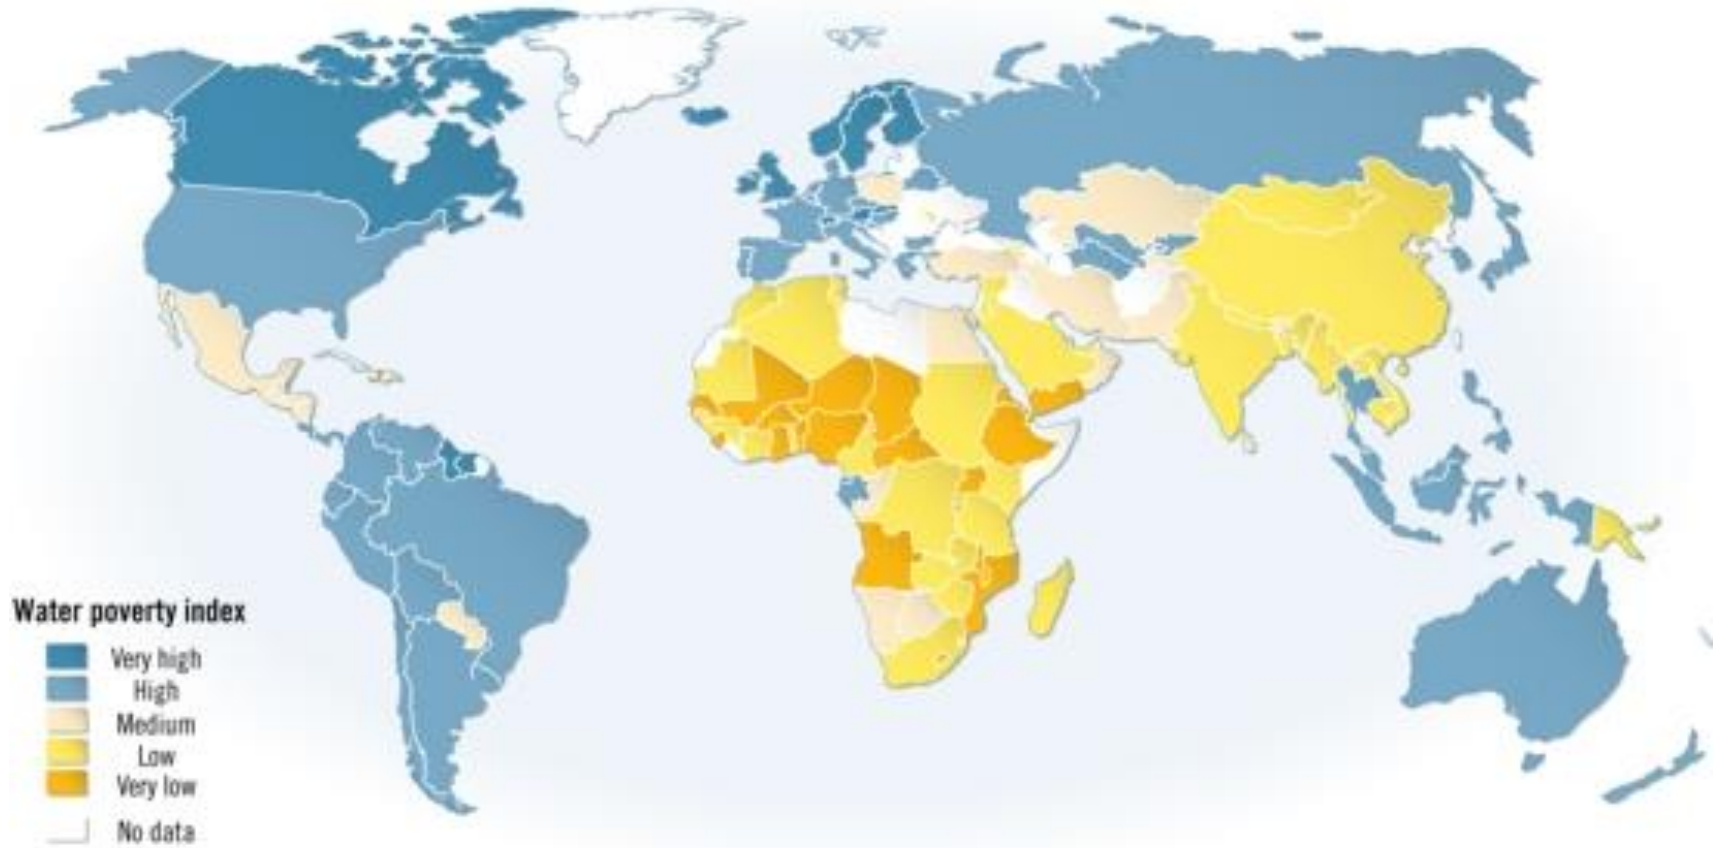 Water poverty index
Very high
High
Medium
Low
Very low
No data